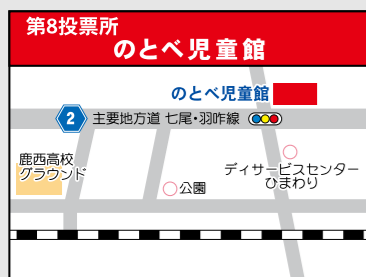 第8投票所
のとべ児童館
のとべ児童館
2 主要地方道 七尾・羽咋線
鹿西高校
グラウンド
ディサービスセンター
ひまわり
公園